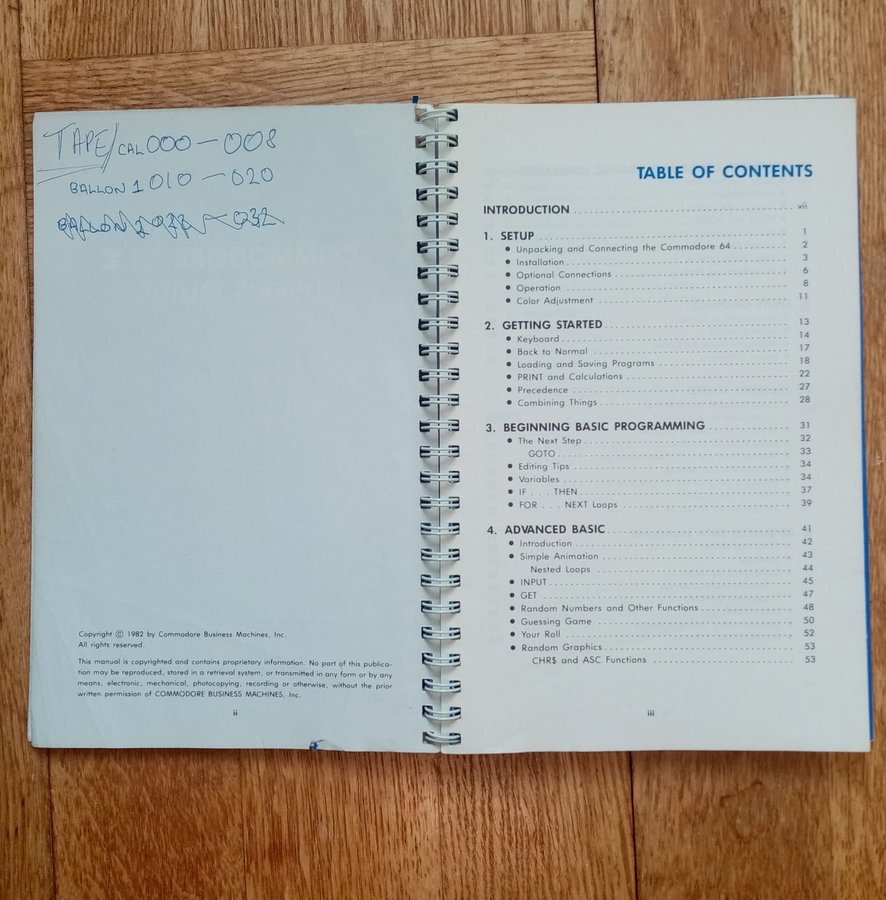 TAPE/CAL 000 - 008
BALLON 1 010 - 020
BALLON 2 - 032
Copyright © 1982 by Commodore Business Machines, Inc.
All rights reserved.
This manual is copyrighted and contains proprietary information. No part of this publica-
tion may be reproduced, stored in a retrieval system, or transmitted in any form or by any
means, electronic, mechanical, photocopying, recording or otherwise, without the prior
written permission of COMMODORE BUSINESS MACHINES, Inc.
ii
TABLE OF CONTENTS
INTRODUCTION vii
1. SETUP 1
• Unpacking and Connecting the Commodore 64 2
• Installation 3
• Optional Connections 6
• Operation 8
• Color Adjustment 11
2. GETTING STARTED 13
• Keyboard 14
• Back to Normal 17
• Loading and Saving Programs 18
• PRINT and Calculations 22
• Precedence 27
• Combining Things 28
3. BEGINNING BASIC PROGRAMMING 31
• The Next Step 32
GOTO 33
• Editing Tips 34
• Variables 34
• IF . . . THEN 37
• FOR . . . NEXT Loops 39
4. ADVANCED BASIC 41
• Introduction 42
• Simple Animation 43
Nested Loops 44
• INPUT 45
• GET 47
• Random Numbers and Other Functions 48
• Guessing Game 50
• Your Roll 52
• Random Graphics 53
CHR$ and ASC Functions 53
iii